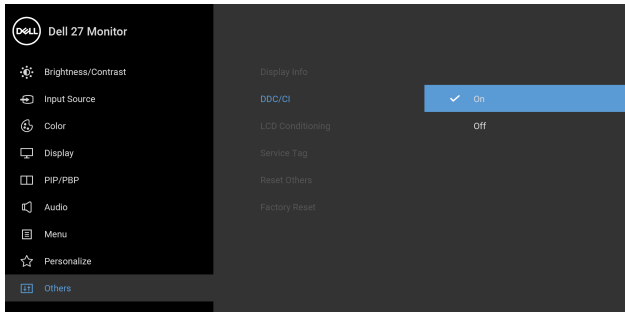 DELL
Dell 27 Monitor
Brightness/Contrast
Input Source
Color
Display
PIP/PBP
Audio
Menu
Personalize
Others
Display Info
DDC/CI
LCD Conditioning
Service Tag
Reset Others
Factory Reset
On
Off